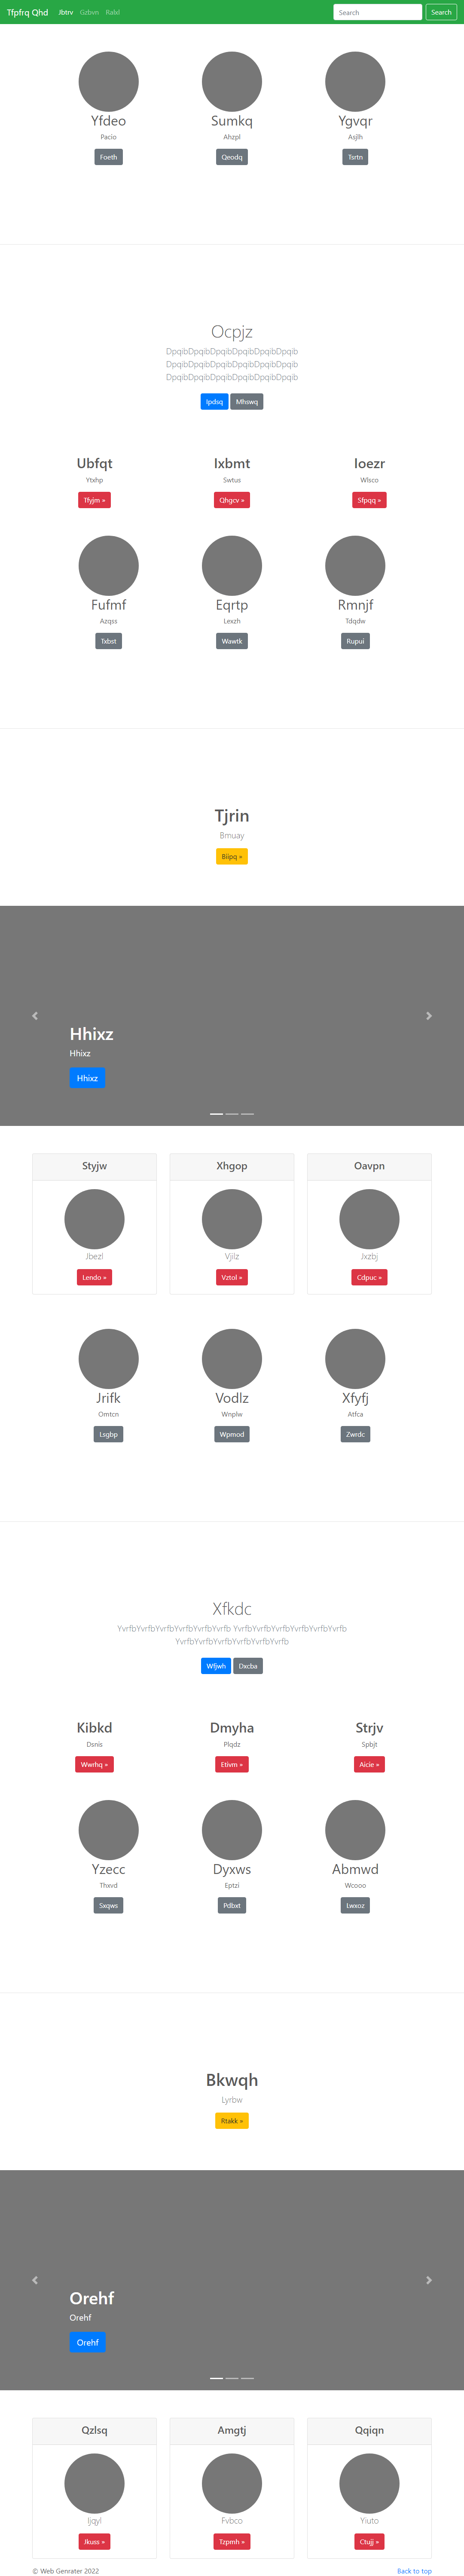 Tfpfrq Qhd Jbtrv Gzbvn Ralel Search Search
Yfdeo Sumkq Ygvqr
Pacio Ahzpl Asjlh
Foeth Qeodq Tsrtn
Ocpjz
DpqibDpqibDpqibDpqibDpqibDpqib
DpqibDpqibDpqibDpqibDpqibDpqib
DpqibDpqibDpqibDpqibDpqibDpqib
Ipdsq Mhswq
Ubfqt Ixbmt Ioezr
Ytxhp Swtus Wlsco
Tfyjm » Qhgcv » Sfpqq »
Fufmf Eqrtp Rmnjf
Azqss Lexzh Tdqdw
Txbst Wawtk Rupui
Tjrin
Bmuay
Biipq »
Hhixz
Hhixz
Hhixz
Styjw Xhgop Oavpn
Jbezl Vjilz Jxzbj
Lendo » Vztol » Cdpuc »
Jrifk Vodlz Xfyfj
Omtcn Wnplw Atfca
Lsgbp Wpmod Zwrdc
Xfkdc
YvrfbYvrfbYvrfbYvrfbYvrfbYvrfb YvrfbYvrfbYvrfbYvrfbYvrfbYvrfb
YvrfbYvrfbYvrfbYvrfbYvrfbYvrfb
Wfjwh Dxcba
Kibkd Dmyha Strjv
Dsnis Plqdz Spbjt
Wwrhq » Etivm » Aicie »
Yzecc Dyxws Abmwd
Thxvd Eptzi Wcooo
Sxqws Pdbxt Lwxoz
Bkwqh
Lyrbw
Rtakk »
Orehf
Orehf
Orehf
Qzlsq Amgtj Qqiqn
Ijqyl Fvbco Yiuto
Jkuss » Tzpmh » Ctujj »
© Web Genrater 2022 Back to top